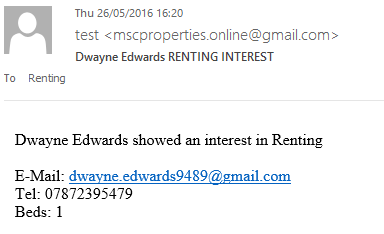 Thu 26/05/2016 16:20
test <mscproperties.online@gmail.com>
Dwayne Edwards RENTING INTEREST
To Renting
Dwayne Edwards showed an interest in Renting
E-Mail: dwayne.edwards9489@gmail.com
Tel: 07872395479
Beds: 1